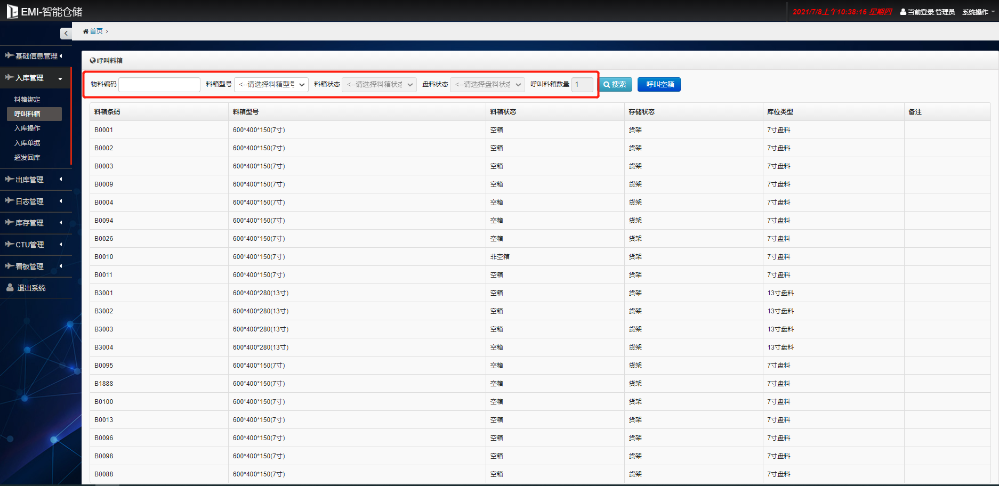 EMI-智能仓储
2021/7/8上午10:38:16 星期四 当前登录:管理员 系统操作
首页
基础信息管理
入库管理
料箱绑定
呼叫料箱
入库操作
入库单据
超发回库
出库管理
日志管理
库存管理
CTU管理
看板管理
退出系统
呼叫料箱
物料编码 料箱型号 <--请选择料箱型号 料箱状态 <--请选择料箱状态 盘料状态 <--请选择盘料状态 呼叫料箱数量 1 搜索 呼叫空箱
料箱条码 料箱型号 料箱状态 存储状态 库位类型 备注
B0001 600*400*150(7寸) 空箱 货架 7寸盘料
B0002 600*400*150(7寸) 空箱 货架 7寸盘料
B0003 600*400*150(7寸) 空箱 货架 7寸盘料
B0009 600*400*150(7寸) 空箱 货架 7寸盘料
B0004 600*400*150(7寸) 空箱 货架 7寸盘料
B0094 600*400*150(7寸) 空箱 货架 7寸盘料
B0026 600*400*150(7寸) 空箱 货架 7寸盘料
B0010 600*400*150(7寸) 非空箱 货架 7寸盘料
B0011 600*400*150(7寸) 空箱 货架 7寸盘料
B3001 600*400*280(13寸) 空箱 货架 13寸盘料
B3002 600*400*280(13寸) 空箱 货架 13寸盘料
B3003 600*400*280(13寸) 空箱 货架 13寸盘料
B3004 600*400*280(13寸) 空箱 货架 13寸盘料
B0095 600*400*150(7寸) 空箱 货架 7寸盘料
B1888 600*400*150(7寸) 空箱 货架 7寸盘料
B0100 600*400*150(7寸) 空箱 货架 7寸盘料
B0013 600*400*150(7寸) 空箱 货架 7寸盘料
B0096 600*400*150(7寸) 空箱 货架 7寸盘料
B0098 600*400*150(7寸) 空箱 货架 7寸盘料
B0088 600*400*150(7寸) 空箱 货架 7寸盘料